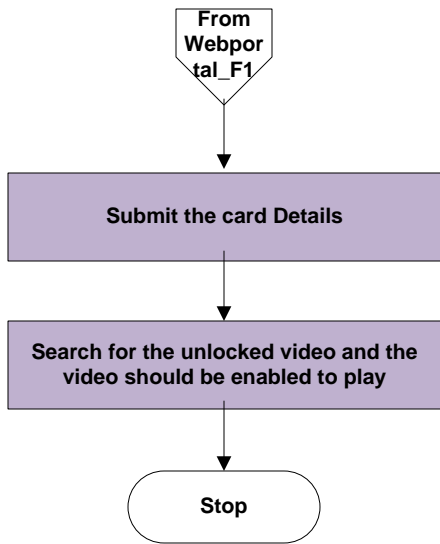 From
Webpor
tal_F1
Submit the card Details
Search for the unlocked video and the
video should be enabled to play
Stop